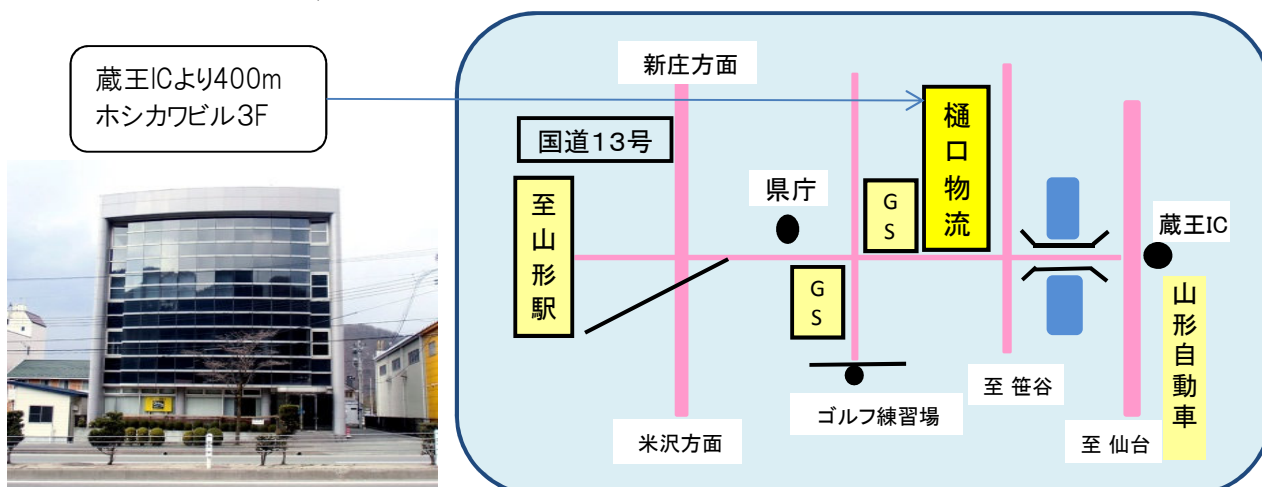 蔵王ICより400m
ホシカワビル3F
新庄方面
国道13号
樋口物流
県庁
GS
蔵王IC
至山形駅
GS
山形自動車
至 笹谷
ゴルフ練習場
米沢方面
至 仙台